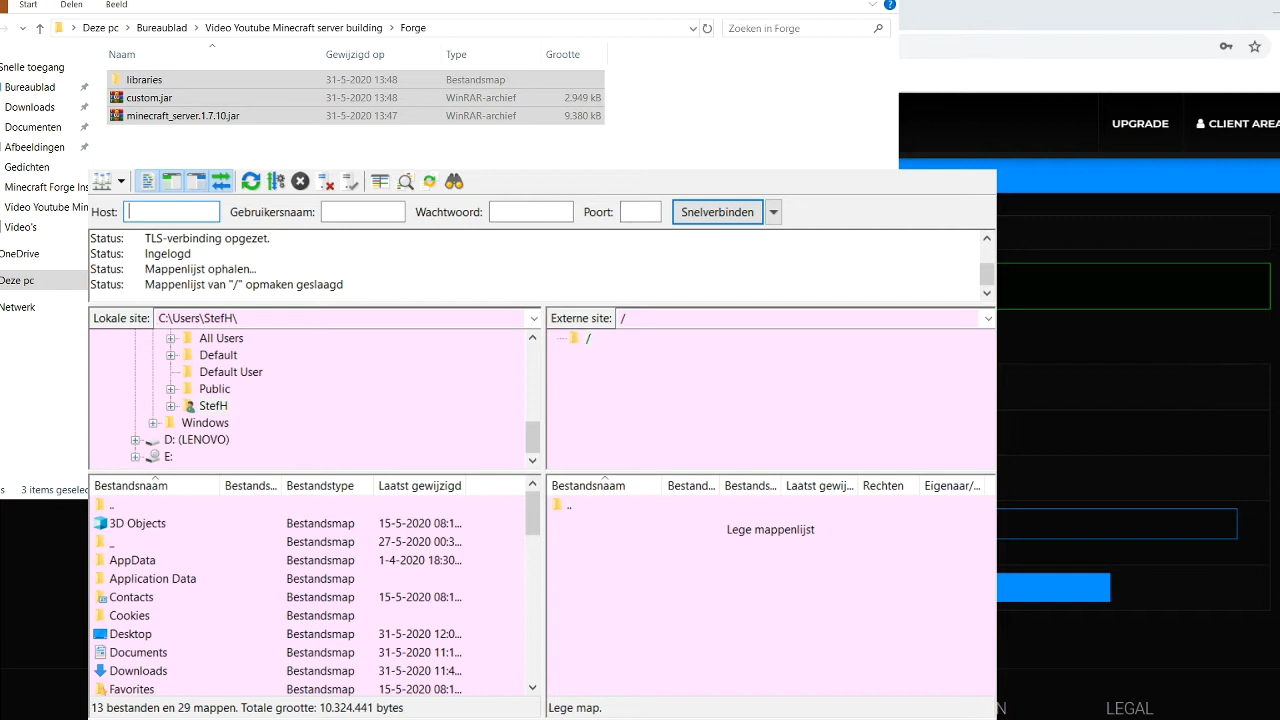 Start Delen Beeld
Deze pc Bureaublad Video Youtube Minecraft server building Forge
Zoeken in Forge
Naam Gewijzigd op Type Grootte
Snelle toegang
Bureaublad
Downloads
Documenten
Afbeeldingen
Gedichten
Minecraft Forge Ins
Video Youtube Min
Video's
OneDrive
Deze pc
Netwerk
libraries 31-5-2020 13:48 Bestandsmap
custom.jar 31-5-2020 13:48 WinRAR-archief 2.949 kB
minecraft_server.1.7.10.jar 31-5-2020 13:47 WinRAR-archief 9.380 kB
s 3 items geselec
UPGRADE CLIENT AREA
Host: Gebruikersnaam: Wachtwoord: Poort: Snelverbinden
Status: TLS-verbinding opgezet.
Status: Ingelogd
Status: Mappenlijst ophalen...
Status: Mappenlijst van "/" opmaken geslaagd
Lokale site: C:\Users\StefH\
All Users
Default
Default User
Public
StefH
Windows
D: (LENOVO)
E:
Externe site: /
/
Bestandsnaam Bestands... Bestandstype Laatst gewijzigd
..
3D Objects Bestandsmap 15-5-2020 08:1...
_ Bestandsmap 27-5-2020 00:3...
AppData Bestandsmap 1-4-2020 18:30...
Application Data Bestandsmap
Contacts Bestandsmap 15-5-2020 08:1...
Cookies Bestandsmap
Desktop Bestandsmap 31-5-2020 12:0...
Documents Bestandsmap 31-5-2020 11:1...
Downloads Bestandsmap 31-5-2020 11:4...
Favorites Bestandsmap 15-5-2020 08:1...
13 bestanden en 29 mappen. Totale grootte: 10.324.441 bytes
Bestandsnaam Bestand... Bestands... Laatst gewij... Rechten Eigenaar/...
..
Lege mappenlijst
Lege map.
N LEGAL